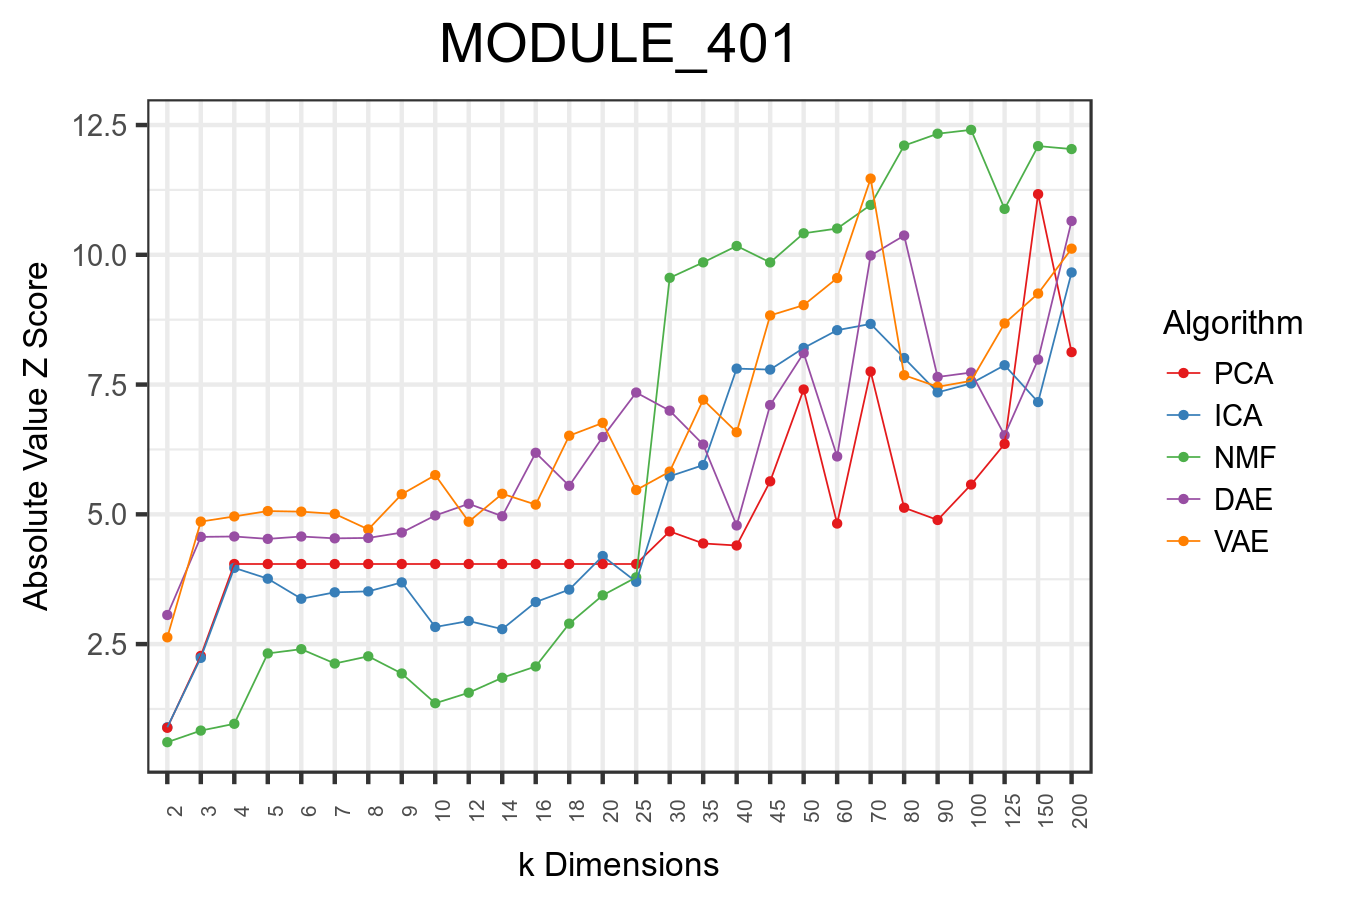 MODULE_401
Absolute Value Z Score
12.5
10.0
7.5
5.0
2.5
2 3 4 5 6 7 8 9 10 12 14 16 18 20 25 30 35 40 45 50 60 70 80 90 100 125 150 200
k Dimensions
Algorithm
PCA
ICA
NMF
DAE
VAE